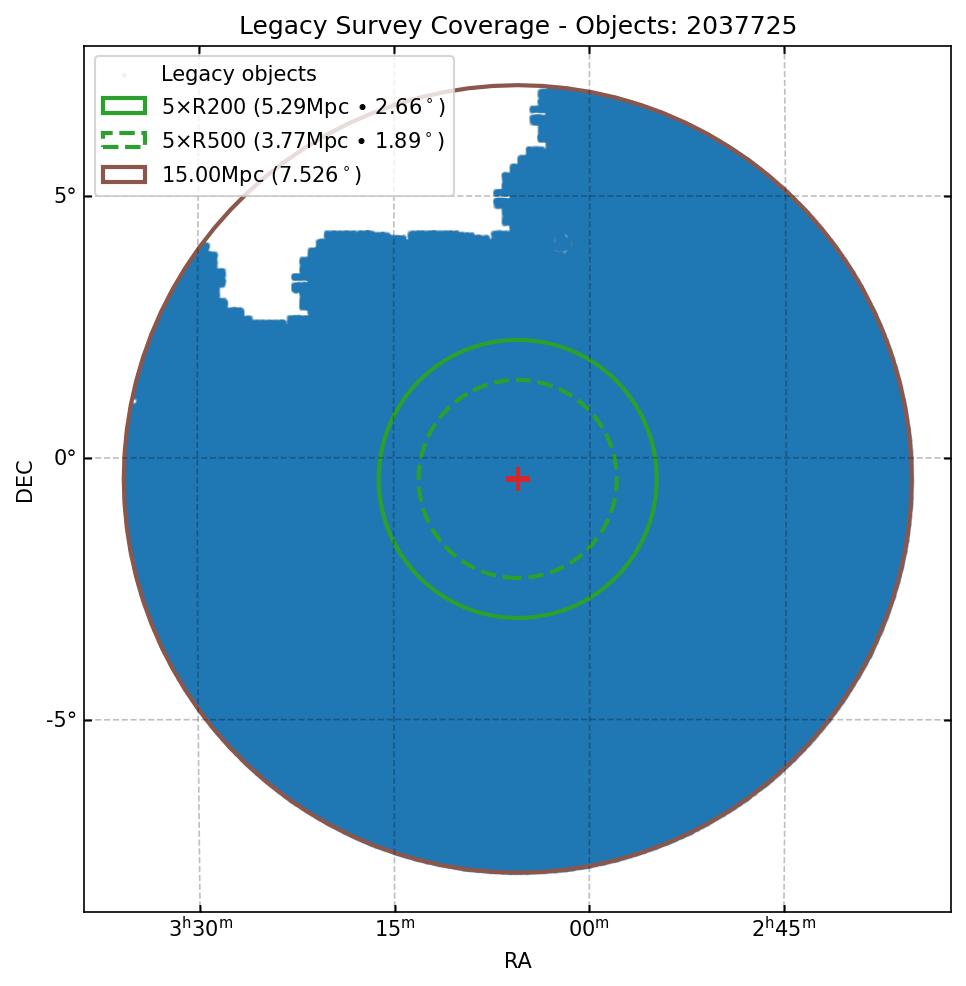 Legacy Survey Coverage - Objects: 2037725
Legacy objects
5×R200 (5.29Mpc • 2.66°)
5×R500 (3.77Mpc • 1.89°)
15.00Mpc (7.526°)
5°
0°
-5°
DEC
3ʰ30ᵐ
15ᵐ
00ᵐ
2ʰ45ᵐ
RA